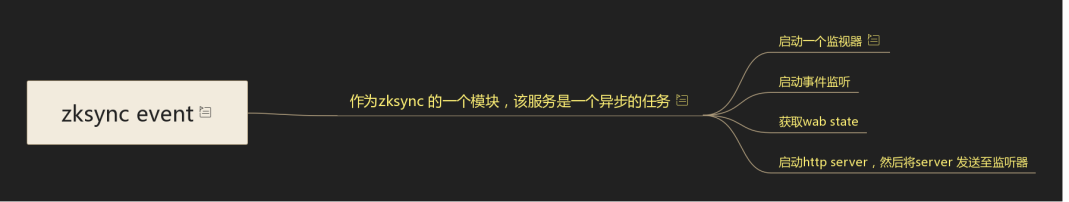 zksync event
作为zksync 的一个模块，该服务是一个异步的任务
启动一个监视器
启动事件监听
获取wab state
启动http server，然后将server 发送至监听器